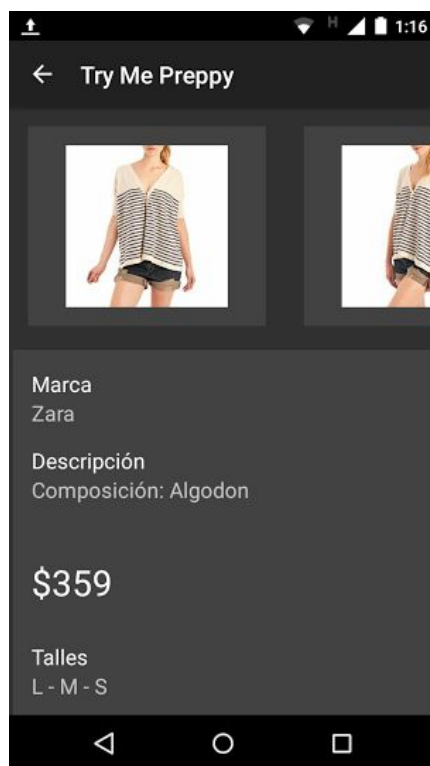 H 1:16
Try Me Preppy
Marca
Zara
Descripción
Composición: Algodon
$359
Talles
L - M - S